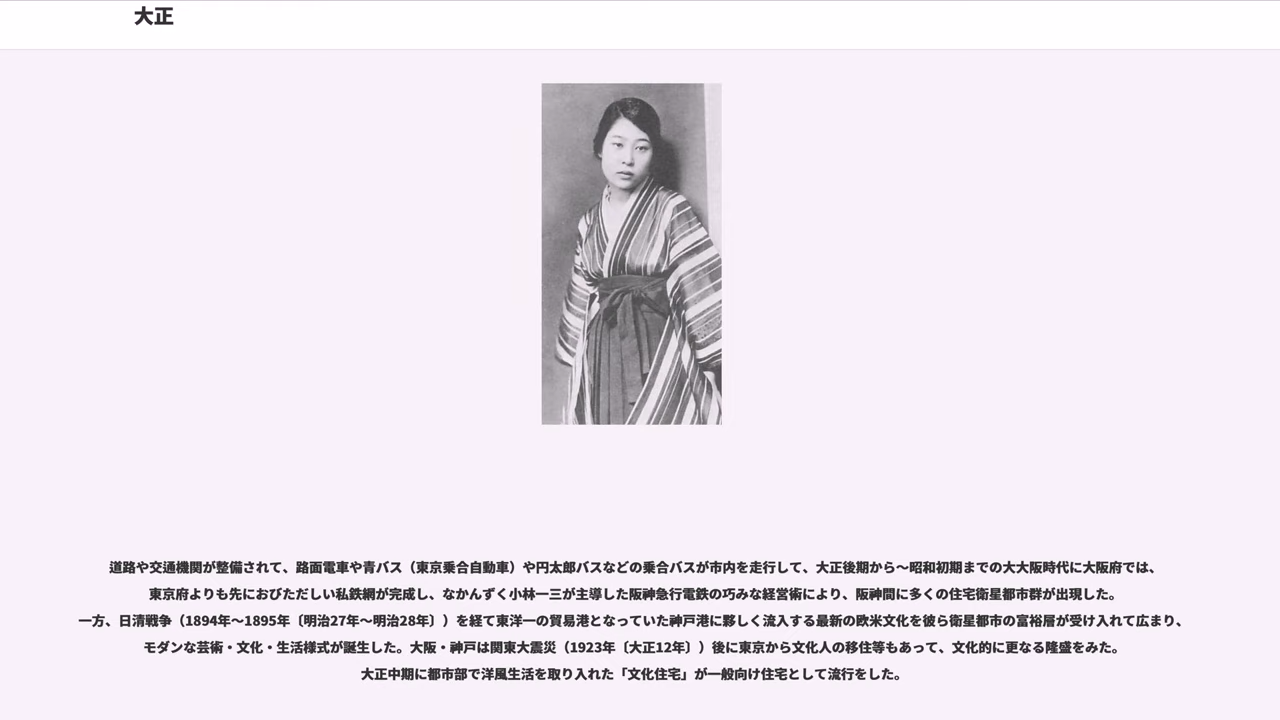 大正
道路や交通機関が整備されて、路面電車や青バス（東京乗合自動車）や円太郎バスなどの乗合バスが市内を走行して、大正後期から〜昭和初期までの大大阪時代に大阪府では、
東京府よりも先におびただしい私鉄網が完成し、なかんずく小林一三が主導した阪神急行電鉄の巧みな経営術により、阪神間に多くの住宅衛星都市群が出現した。
一方、日清戦争（1894年〜1895年〔明治27年〜明治28年〕）を経て東洋一の貿易港となっていた神戸港に夥しく流入する最新の欧米文化を彼ら衛星都市の富裕層が受け入れて広まり、
モダンな芸術・文化・生活様式が誕生した。大阪・神戸は関東大震災（1923年〔大正12年〕）後に東京から文化人の移住等もあって、文化的に更なる隆盛をみた。
大正中期に都市部で洋風生活を取り入れた「文化住宅」が一般向け住宅として流行をした。